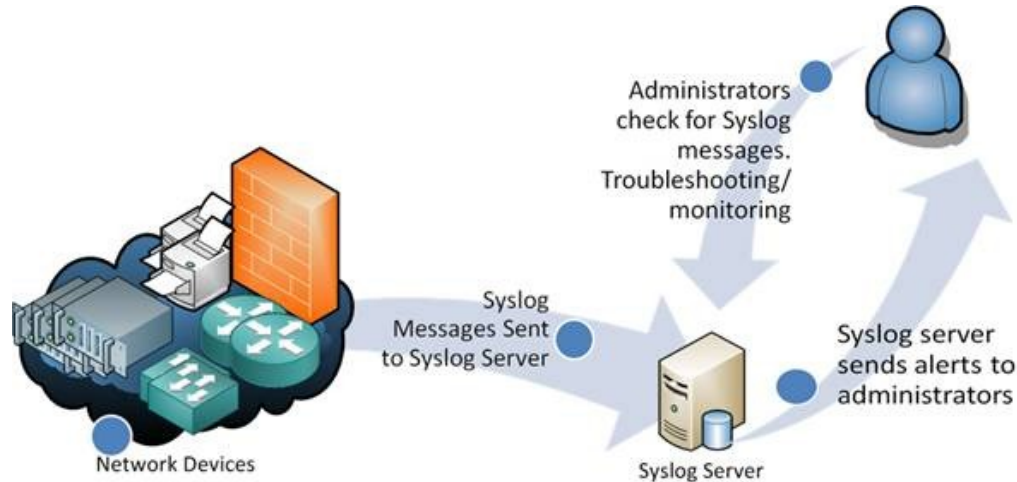 Administrators
check for Syslog
messages.
Troubleshooting/
monitoring
Syslog
Messages Sent
to Syslog Server
Syslog server
sends alerts to
administrators
Network Devices
Syslog Server